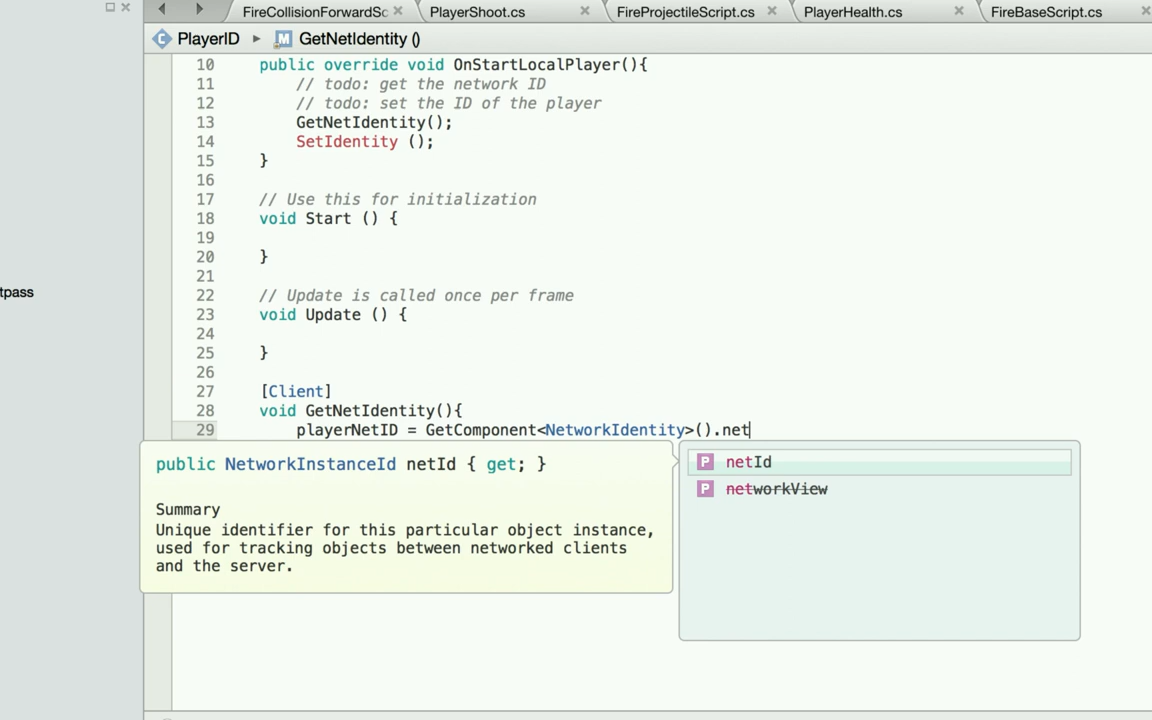 FireCollisionForwardSc
PlayerShoot.cs
FireProjectileScript.cs
PlayerHealth.cs
FireBaseScript.cs
PlayerID
GetNetIdentity ()
10 public override void OnStartLocalPlayer(){
11 // todo: get the network ID
12 // todo: set the ID of the player
13 GetNetIdentity();
14 SetIdentity ();
15 }
16
17 // Use this for initialization
18 void Start () {
19
20 }
21
22 // Update is called once per frame
23 void Update () {
24
25 }
26
27 [Client]
28 void GetNetIdentity(){
29 playerNetID = GetComponent<NetworkIdentity>().net
tpass
public NetworkInstanceId netId { get; }
Summary
Unique identifier for this particular object instance,
used for tracking objects between networked clients
and the server.
P netId
P networkView